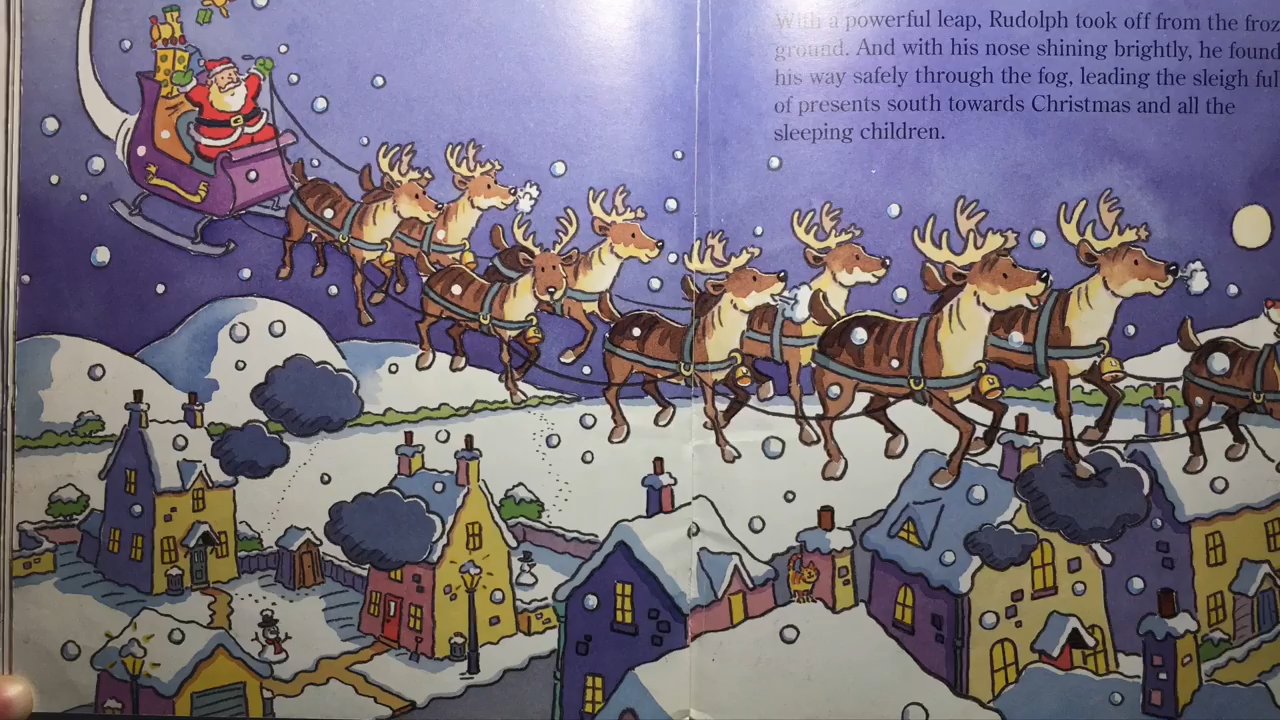 With a powerful leap, Rudolph took off from the froz
ground. And with his nose shining brightly, he found
his way safely through the fog, leading the sleigh ful
of presents south towards Christmas and all the
sleeping children.